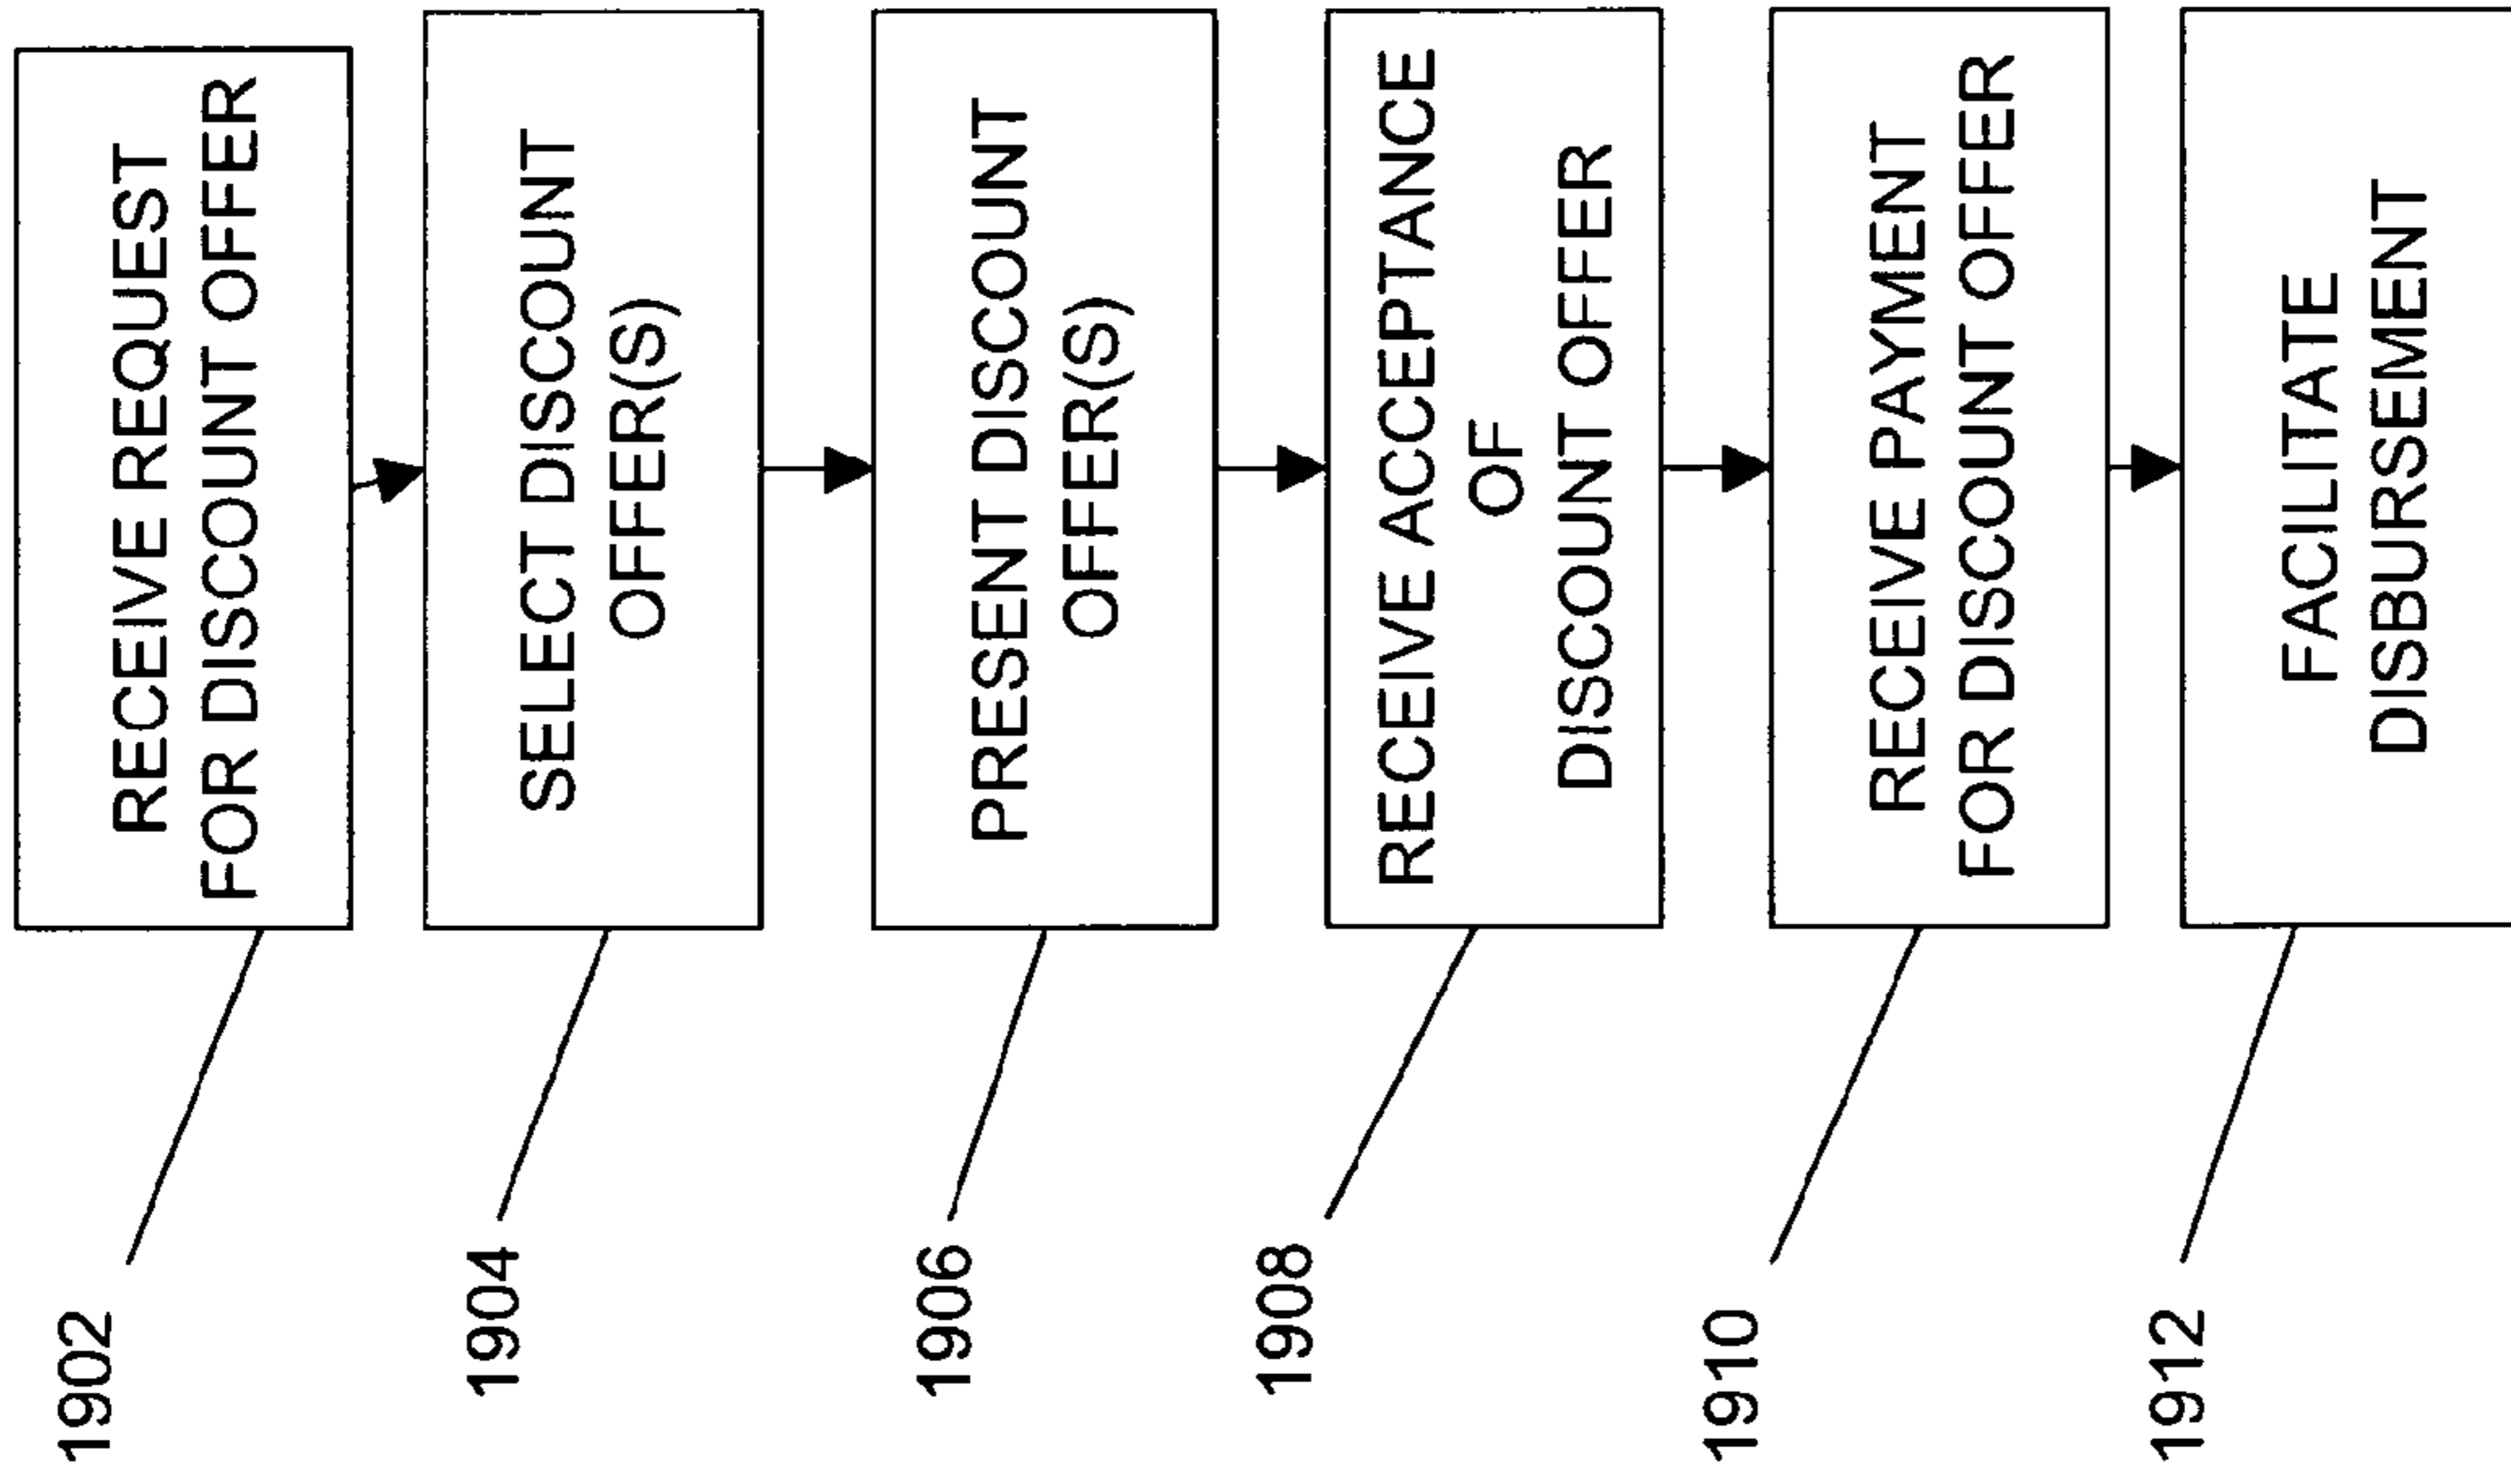 1902
RECEIVE REQUEST
FOR DISCOUNT OFFER
1904
SELECT DISCOUNT
OFFER(S)
1906
PRESENT DISCOUNT
OFFER(S)
1908
RECEIVE ACCEPTANCE
OF
DISCOUNT OFFER
1910
RECEIVE PAYMENT
FOR DISCOUNT OFFER
1912
FACILITATE
DISBURSEMENT